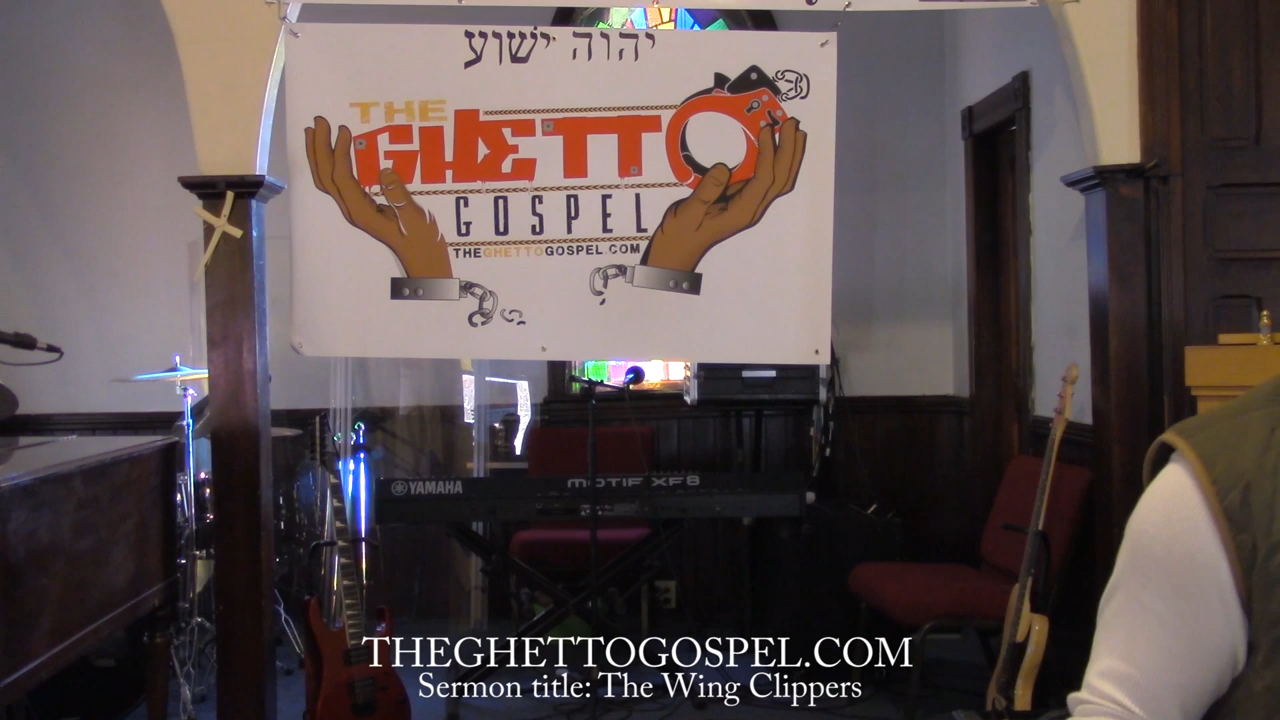 יהוה ישוע
THE
GHETTO
GOSPEL
THEGHETTOGOSPEL.COM
YAMAHA
MOTIF XF8
THEGHETTOGOSPEL.COM
Sermon title: The Wing Clippers